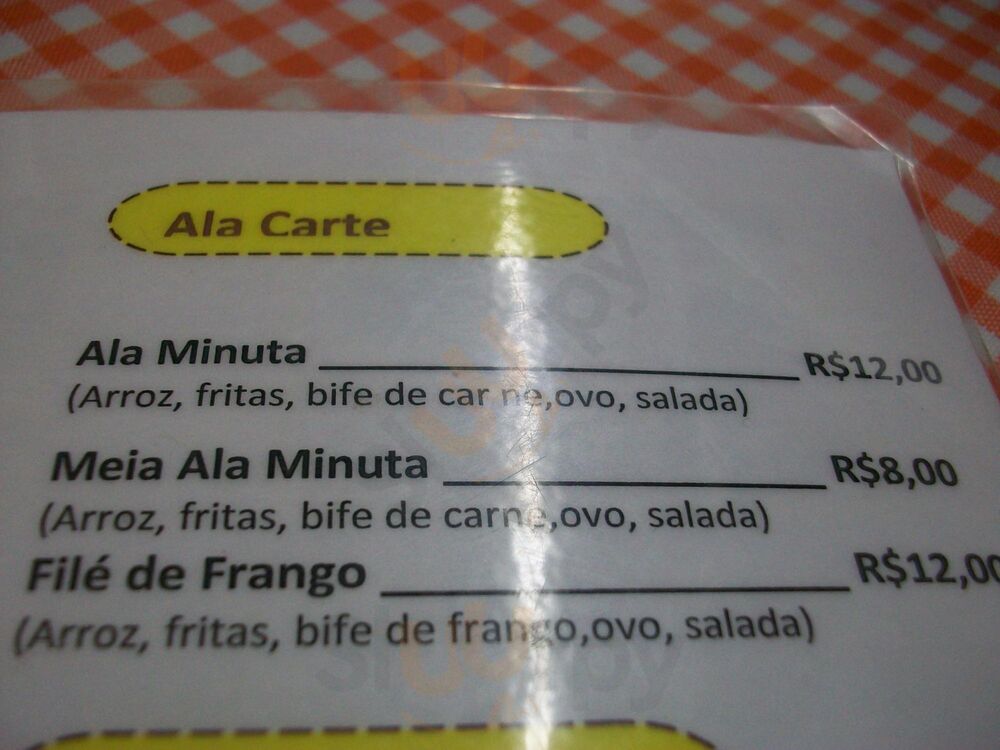 Ala Carte
Ala Minuta R$12,00
(Arroz, fritas, bife de car ne,ovo, salada)
Meia Ala Minuta R$8,00
(Arroz, fritas, bife de carne,ovo, salada)
Filé de Frango R$12,00
(Arroz, fritas, bife de frango,ovo, salada)